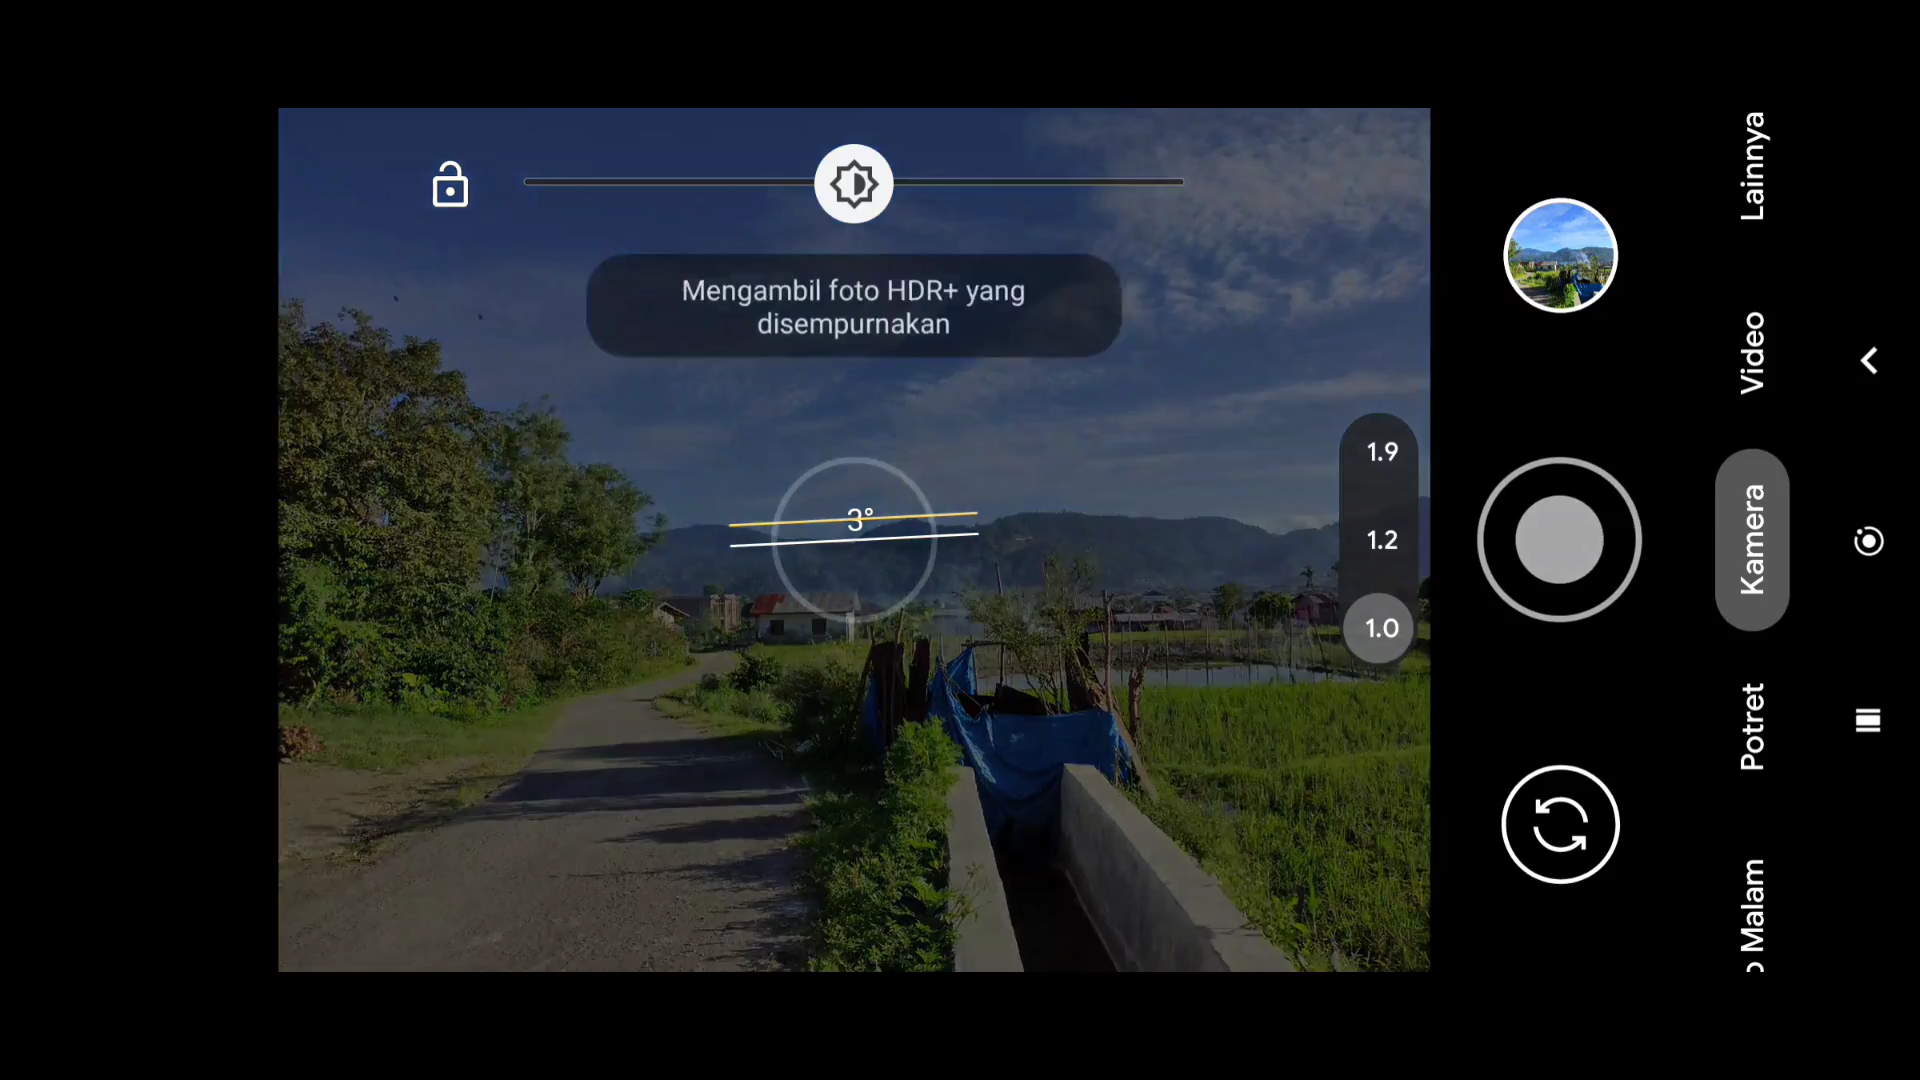 Mengambil foto HDR+ yang
disempurnakan
3°
1.9
1.2
1.0
Lainnya
Video
Kamera
Potret
o Malam